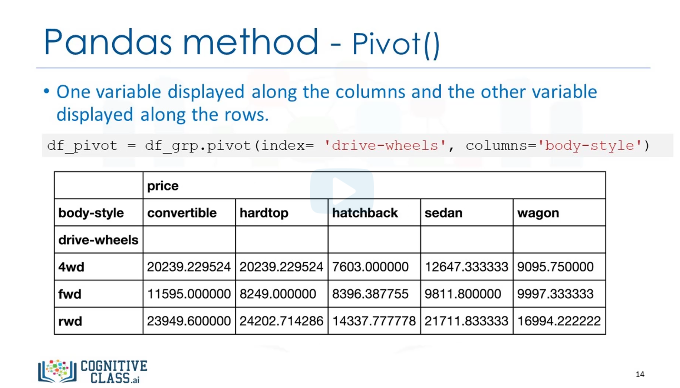 Pandas method - Pivot()
• One variable displayed along the columns and the other variable
displayed along the rows.
df_pivot = df_grp.pivot(index= 'drive-wheels', columns='body-style')
price
body-style convertible hardtop hatchback sedan wagon
drive-wheels
4wd 20239.229524 20239.229524 7603.000000 12647.333333 9095.750000
fwd 11595.000000 8249.000000 8396.387755 9811.800000 9997.333333
rwd 23949.600000 24202.714286 14337.777778 21711.833333 16994.222222
COGNITIVE
CLASS.ai
14